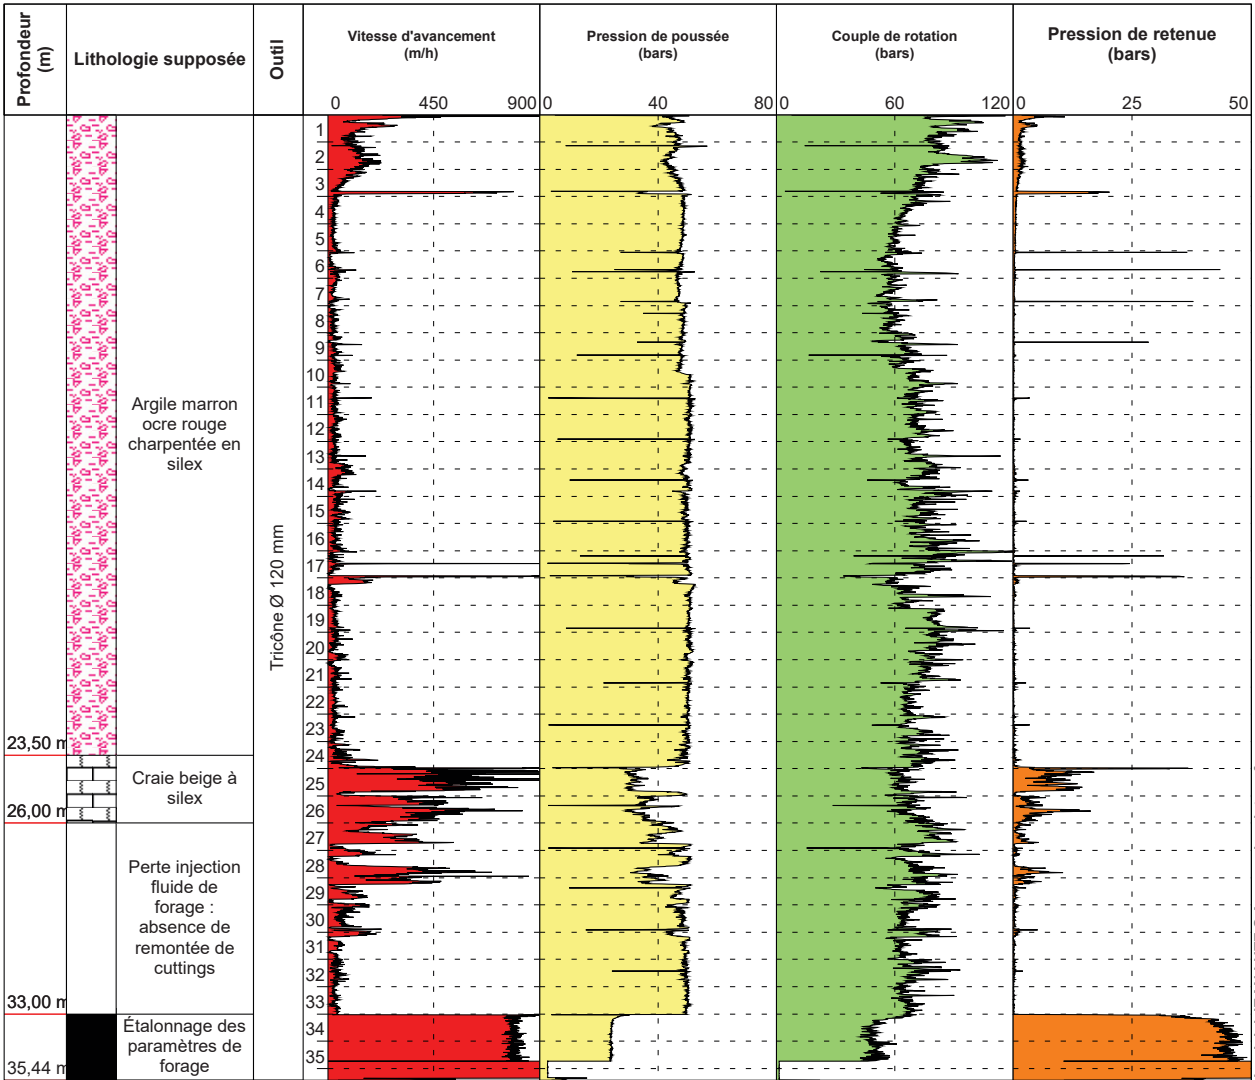 Profondeur
(m)
Lithologie supposée
Outil
Vitesse d'avancement
(m/h)
Pression de poussée
(bars)
Couple de rotation
(bars)
Pression de retenue
(bars)
0 450 900
0 40 80
0 60 120
0 25 50
1
2
3
4
5
6
7
8
9
10
11
12
13
14
15
16
17
18
19
20
21
22
23
24
25
26
27
28
29
30
31
32
33
34
35
Argile marron
ocre rouge
charpentée en
silex
Tricône Ø 120 mm
23,50 m
Craie beige à
silex
26,00 m
Perte injection
fluide de
forage :
absence de
remontée de
cuttings
33,00 m
Étalonnage des
paramètres de
forage
35,44 m